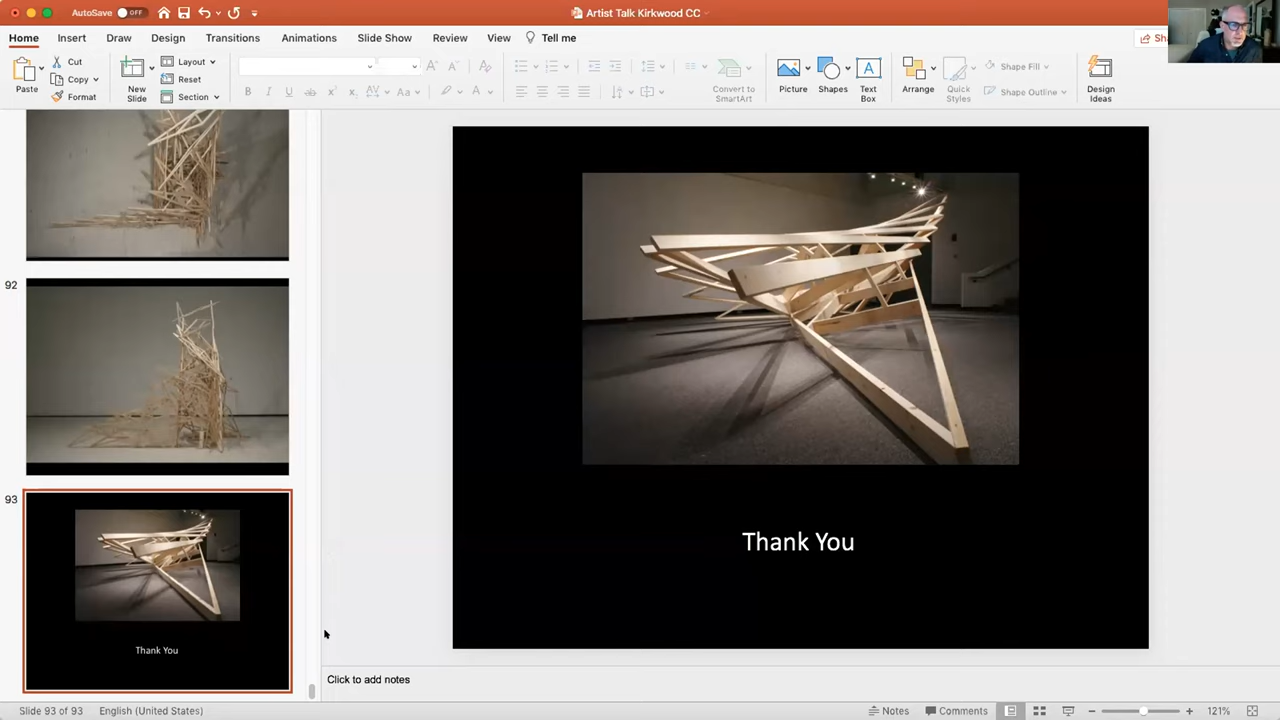 AutoSave OFF
Artist Talk Kirkwood CC
Home Insert Draw Design Transitions Animations Slide Show Review View Tell me
Paste
Cut
Copy
Format
New
Slide
Layout
Reset
Section
Convert to
SmartArt
Picture
Shapes
Text
Box
Arrange
Quick
Styles
Shape Fill
Shape Outline
Design
Ideas
92
93
Thank You
Thank You
Click to add notes
Slide 93 of 93 English (United States) Notes Comments 121%